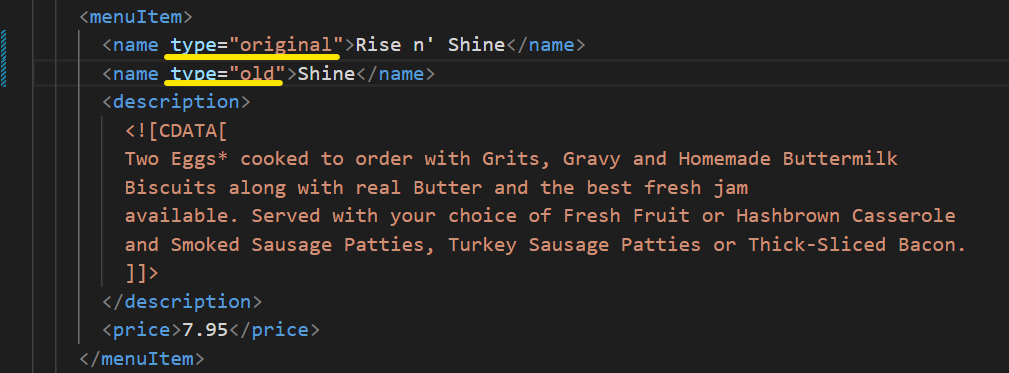 <menuItem>
<name type="original">Rise n' Shine</name>
<name type="old">Shine</name>
<description>
<![CDATA[
Two Eggs* cooked to order with Grits, Gravy and Homemade Buttermilk
Biscuits along with real Butter and the best fresh jam
available. Served with your choice of Fresh Fruit or Hashbrown Casserole
and Smoked Sausage Patties, Turkey Sausage Patties or Thick-Sliced Bacon.
]]>
</description>
<price>7.95</price>
</menuItem>